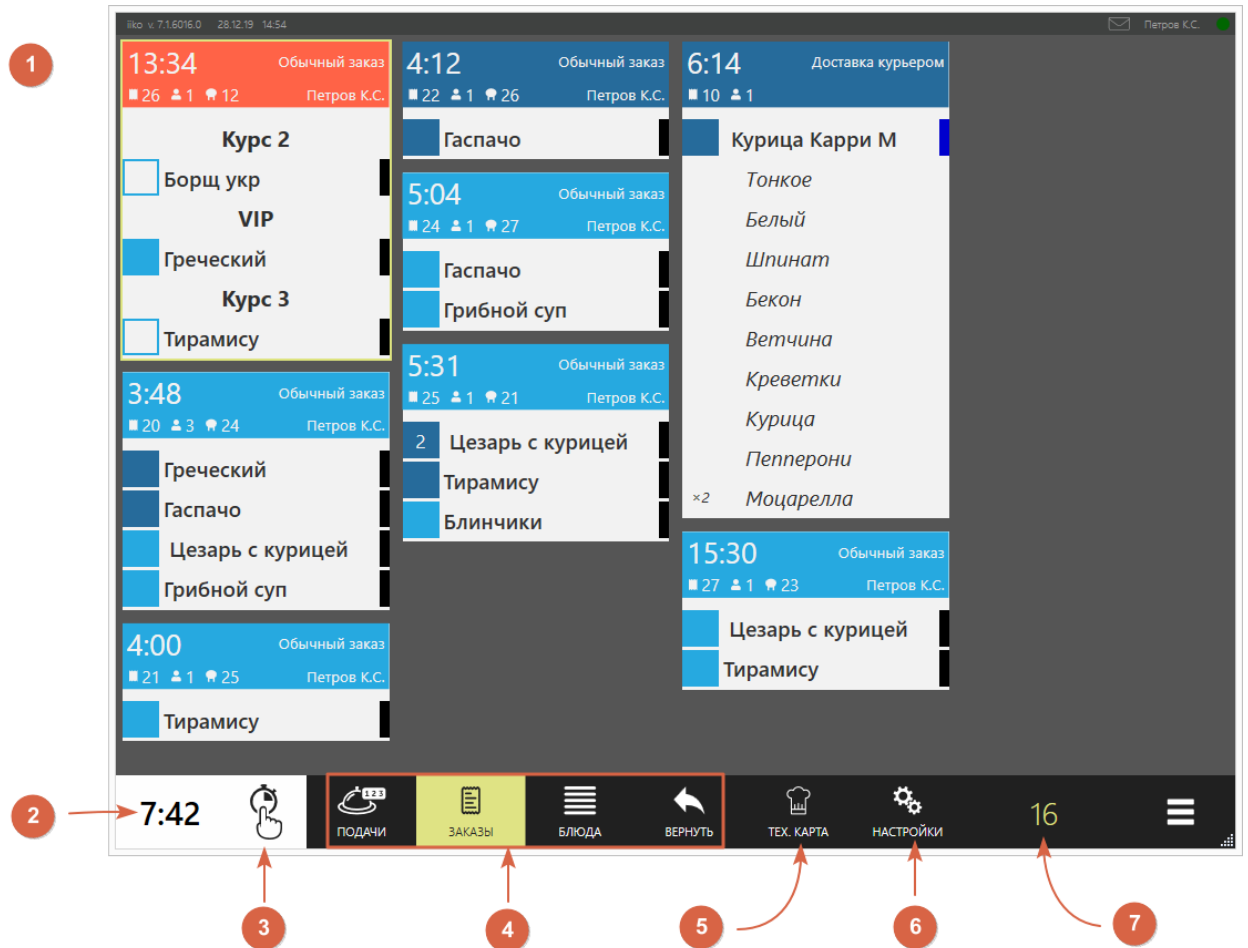 iiko v. 7.1.6016.0 28.12.19 14:54 Петров К.С.
1
13:34 Обычный заказ
26 1 12 Петров К.С.
Курс 2
Борщ укр
VIP
Греческий
Курс 3
Тирамису
3:48 Обычный заказ
20 3 24 Петров К.С.
Греческий
Гаспачо
Цезарь с курицей
Грибной суп
4:00 Обычный заказ
21 1 25 Петров К.С.
Тирамису
4:12 Обычный заказ
22 1 26 Петров К.С.
Гаспачо
5:04 Обычный заказ
24 1 27 Петров К.С.
Гаспачо
Грибной суп
5:31 Обычный заказ
25 1 21 Петров К.С.
2 Цезарь с курицей
Тирамису
Блинчики
6:14 Доставка курьером
10 1
Курица Карри М
Тонкое
Белый
Шпинат
Бекон
Ветчина
Креветки
Курица
Пепперони
×2 Моцарелла
15:30 Обычный заказ
27 1 23 Петров К.С.
Цезарь с курицей
Тирамису
2
7:42
123
ПОДАЧИ ЗАКАЗЫ БЛЮДА ВЕРНУТЬ ТЕХ. КАРТА НАСТРОЙКИ
16
3 4 5 6 7